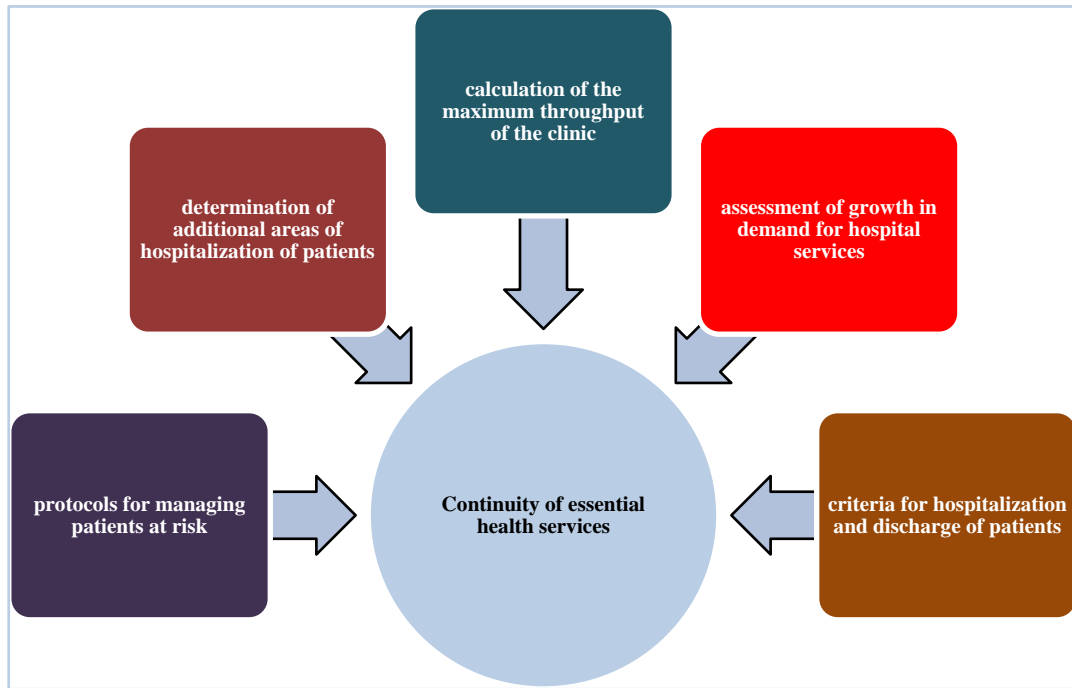 calculation of the
maximum throughput
of the clinic
determination of
additional areas of
hospitalization of patients
assessment of growth in
demand for hospital
services
protocols for managing
patients at risk
Continuity of essential
health services
criteria for hospitalization
and discharge of patients